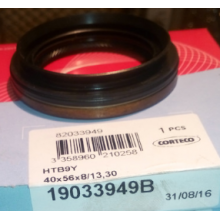 82033949
1 PCS
3 358960 210258
CORTECO
HTB9Y
40x56x8/13,30
19033949B
31/08/16